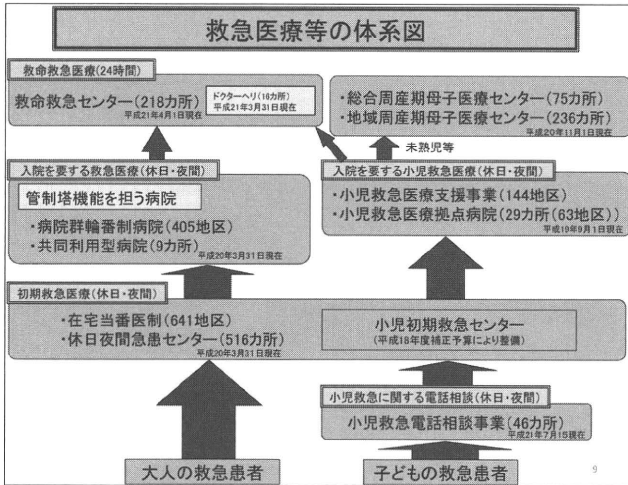 救急医療等の体系図
救命救急医療(24時間)
救命救急センター(218カ所)
平成21年4月1日現在
ドクターヘリ(18カ所)
平成21年3月31日現在
・総合周産期母子医療センター(75カ所)
・地域周産期母子医療センター(236カ所)
平成20年11月1日現在
未熟児等
入院を要する救急医療(休日・夜間)
管制塔機能を担う病院
・病院群輪番制病院(405地区)
・共同利用型病院(9カ所)
平成20年3月31日現在
入院を要する小児救急医療(休日・夜間)
・小児救急医療支援事業(144地区)
・小児救急医療拠点病院(29カ所(63地区))
平成19年9月1日現在
初期救急医療(休日・夜間)
・在宅当番医制(641地区)
・休日夜間急患センター(516カ所)
平成20年3月31日現在
小児初期救急センター
(平成18年度補正予算により整備)
小児救急に関する電話相談(休日・夜間)
小児救急電話相談事業(46カ所)
平成21年7月1日現在
大人の救急患者
子どもの救急患者
9